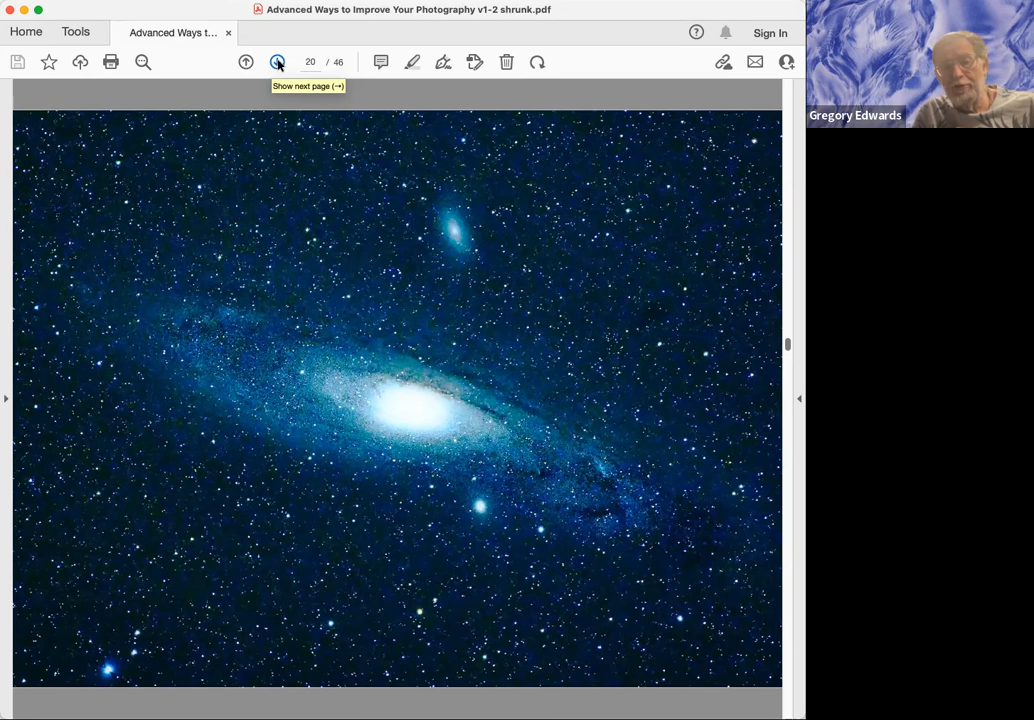 Advanced Ways to Improve Your Photography v1-2 shrunk.pdf
Home
Tools
Advanced Ways t... ×
Sign In
20 / 46
Show next page (→)
Gregory Edwards